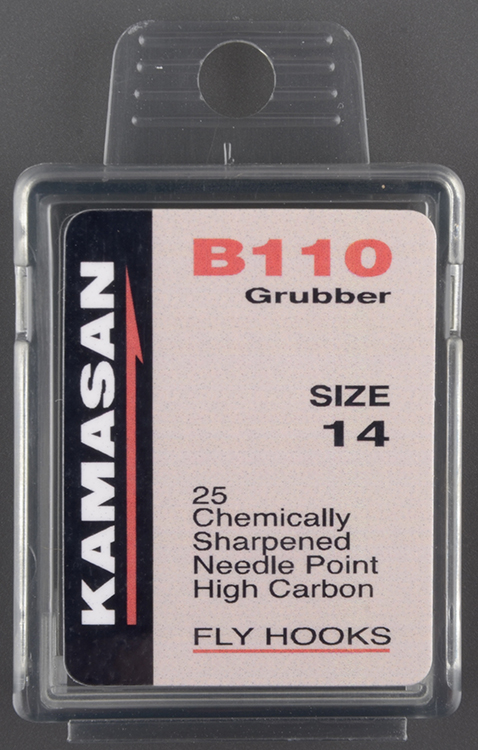 KAMASAN
B110
Grubber
SIZE
14
25
Chemically
Sharpened
Needle Point
High Carbon
FLY HOOKS